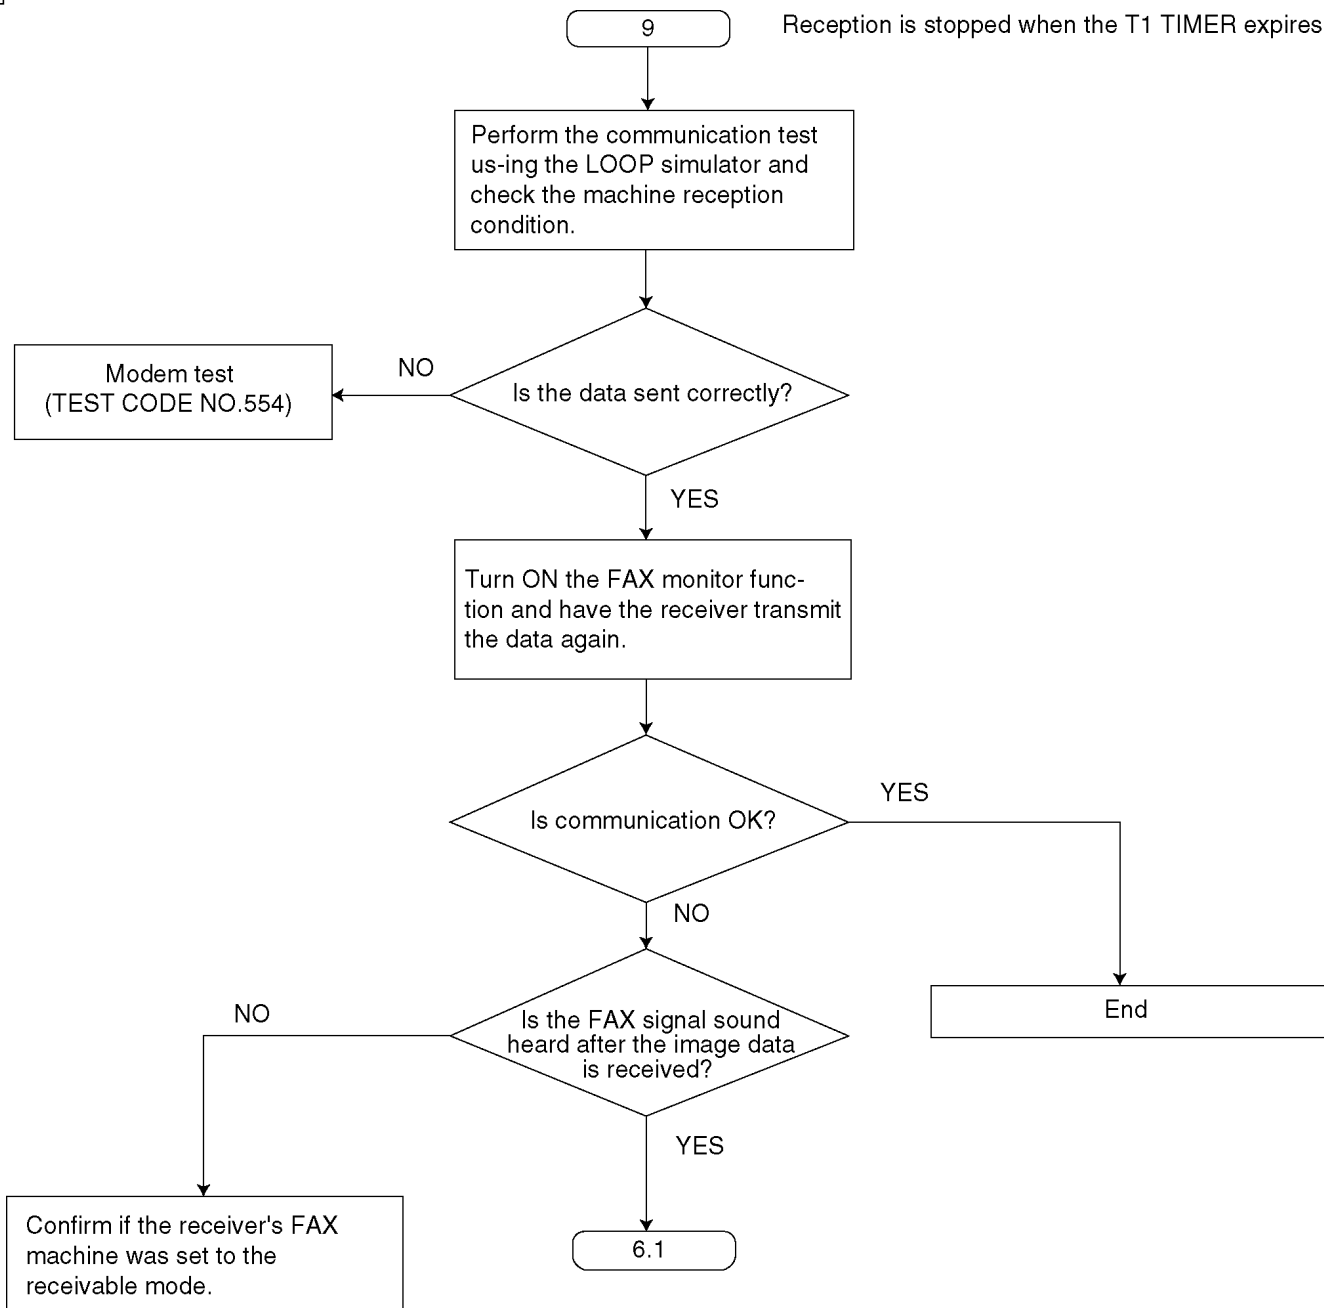 9
Reception is stopped when the T1 TIMER expires
Perform the communication test
us-ing the LOOP simulator and
check the machine reception
condition.
Modem test
(TEST CODE NO.554)
NO
Is the data sent correctly?
YES
Turn ON the FAX monitor func-
tion and have the receiver transmit
the data again.
Is communication OK?
YES
NO
End
NO
Is the FAX signal sound
heard after the image data
is received?
YES
Confirm if the receiver's FAX
machine was set to the
receivable mode.
6.1